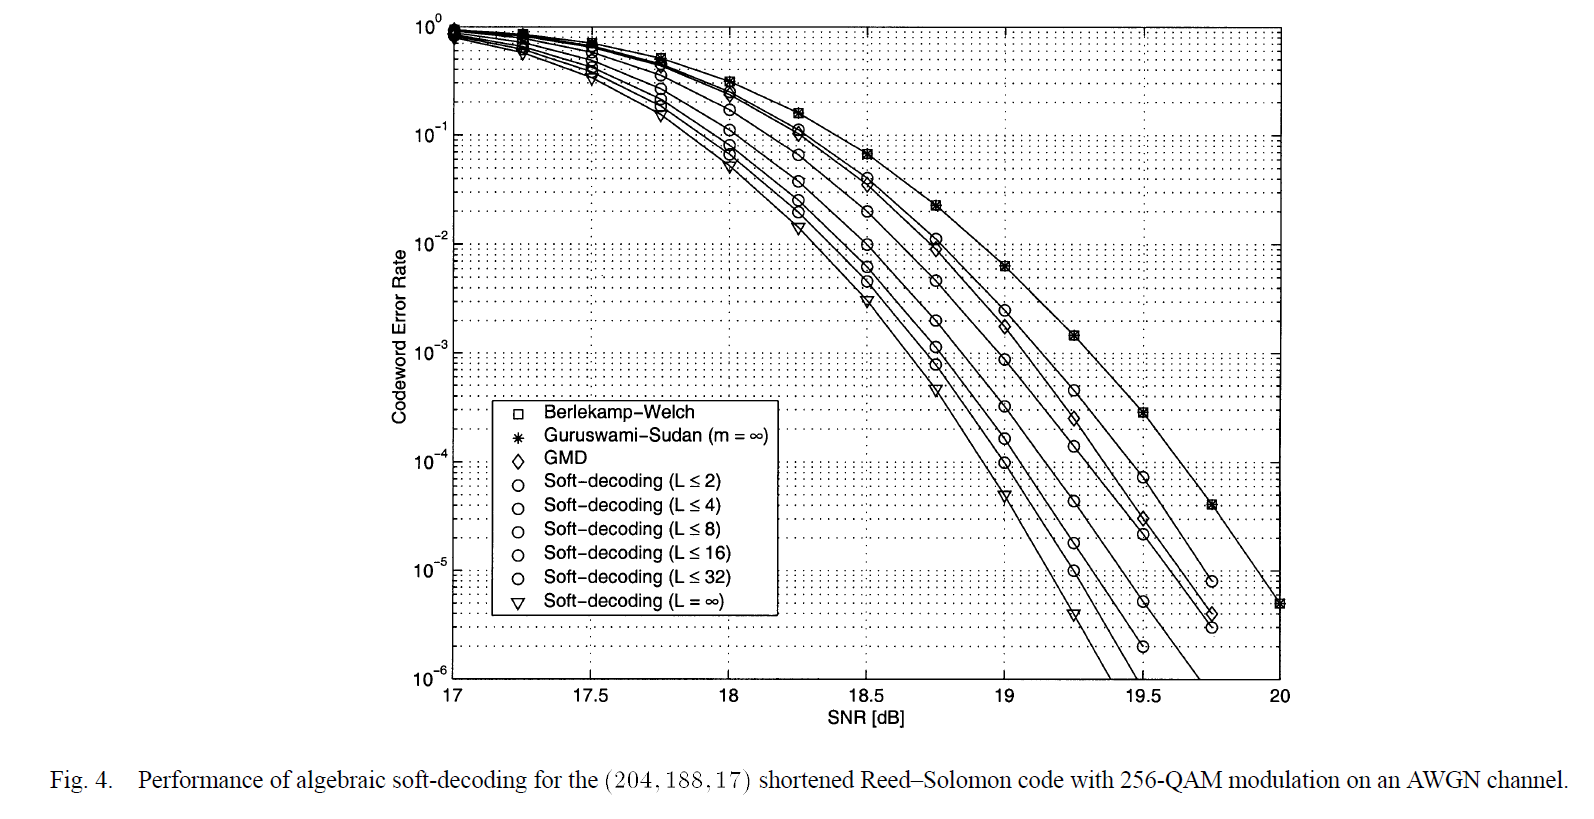 10^0
10^-1
10^-2
10^-3
10^-4
10^-5
10^-6
Codeword Error Rate
□ Berlekamp−Welch
✳ Guruswami−Sudan (m = ∞)
◇ GMD
○ Soft−decoding (L ≤ 2)
○ Soft−decoding (L ≤ 4)
○ Soft−decoding (L ≤ 8)
○ Soft−decoding (L ≤ 16)
○ Soft−decoding (L ≤ 32)
▽ Soft−decoding (L = ∞)
17 17.5 18 18.5 19 19.5 20
SNR [dB]
Fig. 4. Performance of algebraic soft-decoding for the (204, 188, 17) shortened Reed–Solomon code with 256-QAM modulation on an AWGN channel.